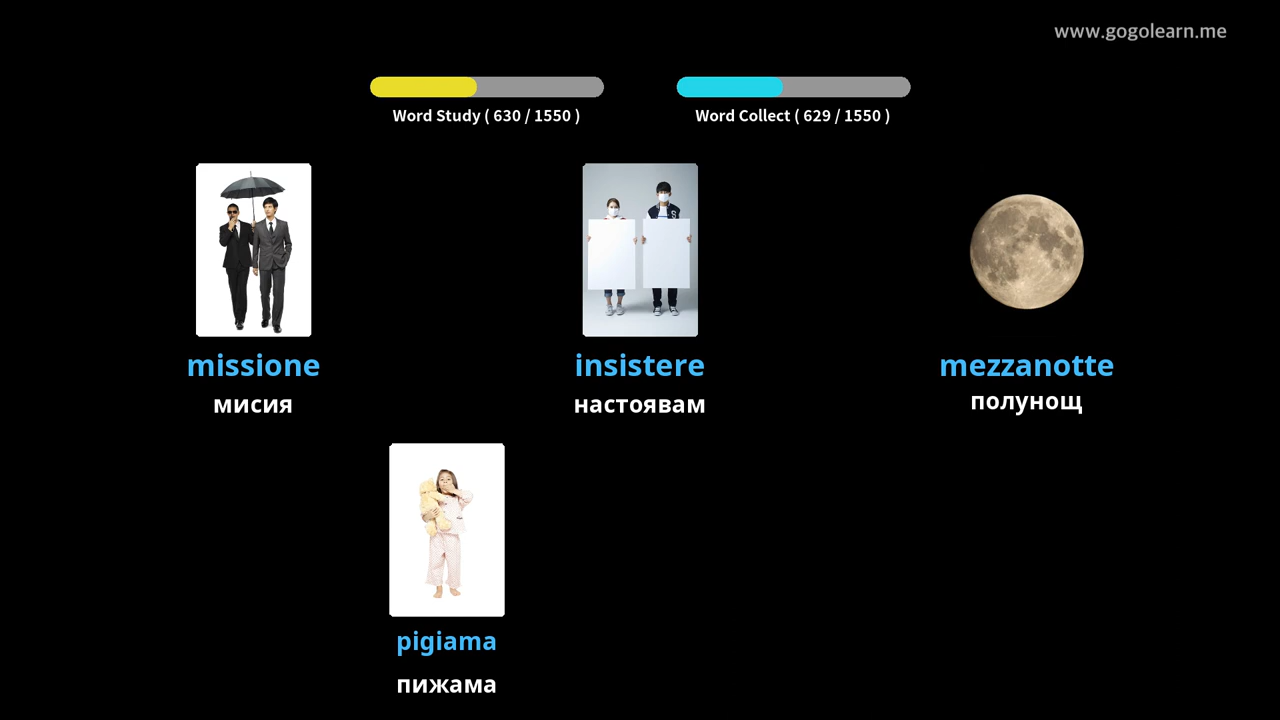 www.gogolearn.me
Word Study ( 630 / 1550 )
Word Collect ( 629 / 1550 )
missione
мисия
insistere
настоявам
mezzanotte
полунощ
pigiama
пижама